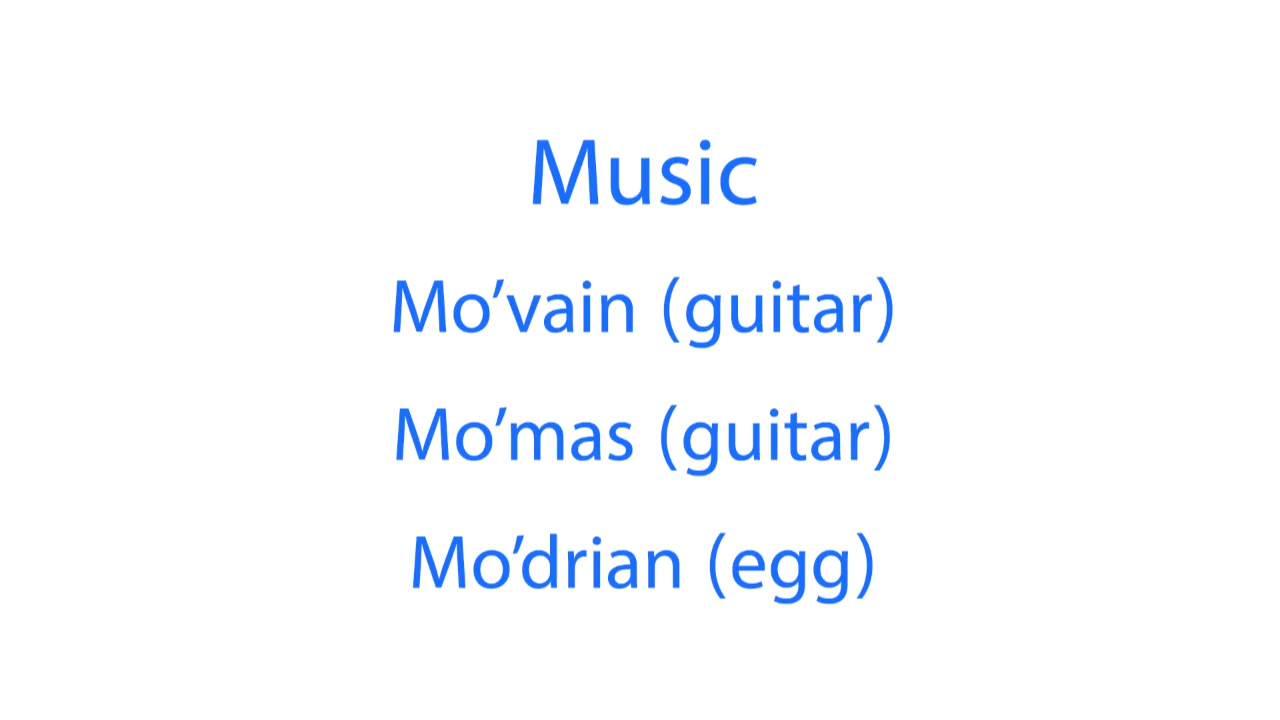 Music
Mo’vain (guitar)
Mo’mas (guitar)
Mo’drian (egg)